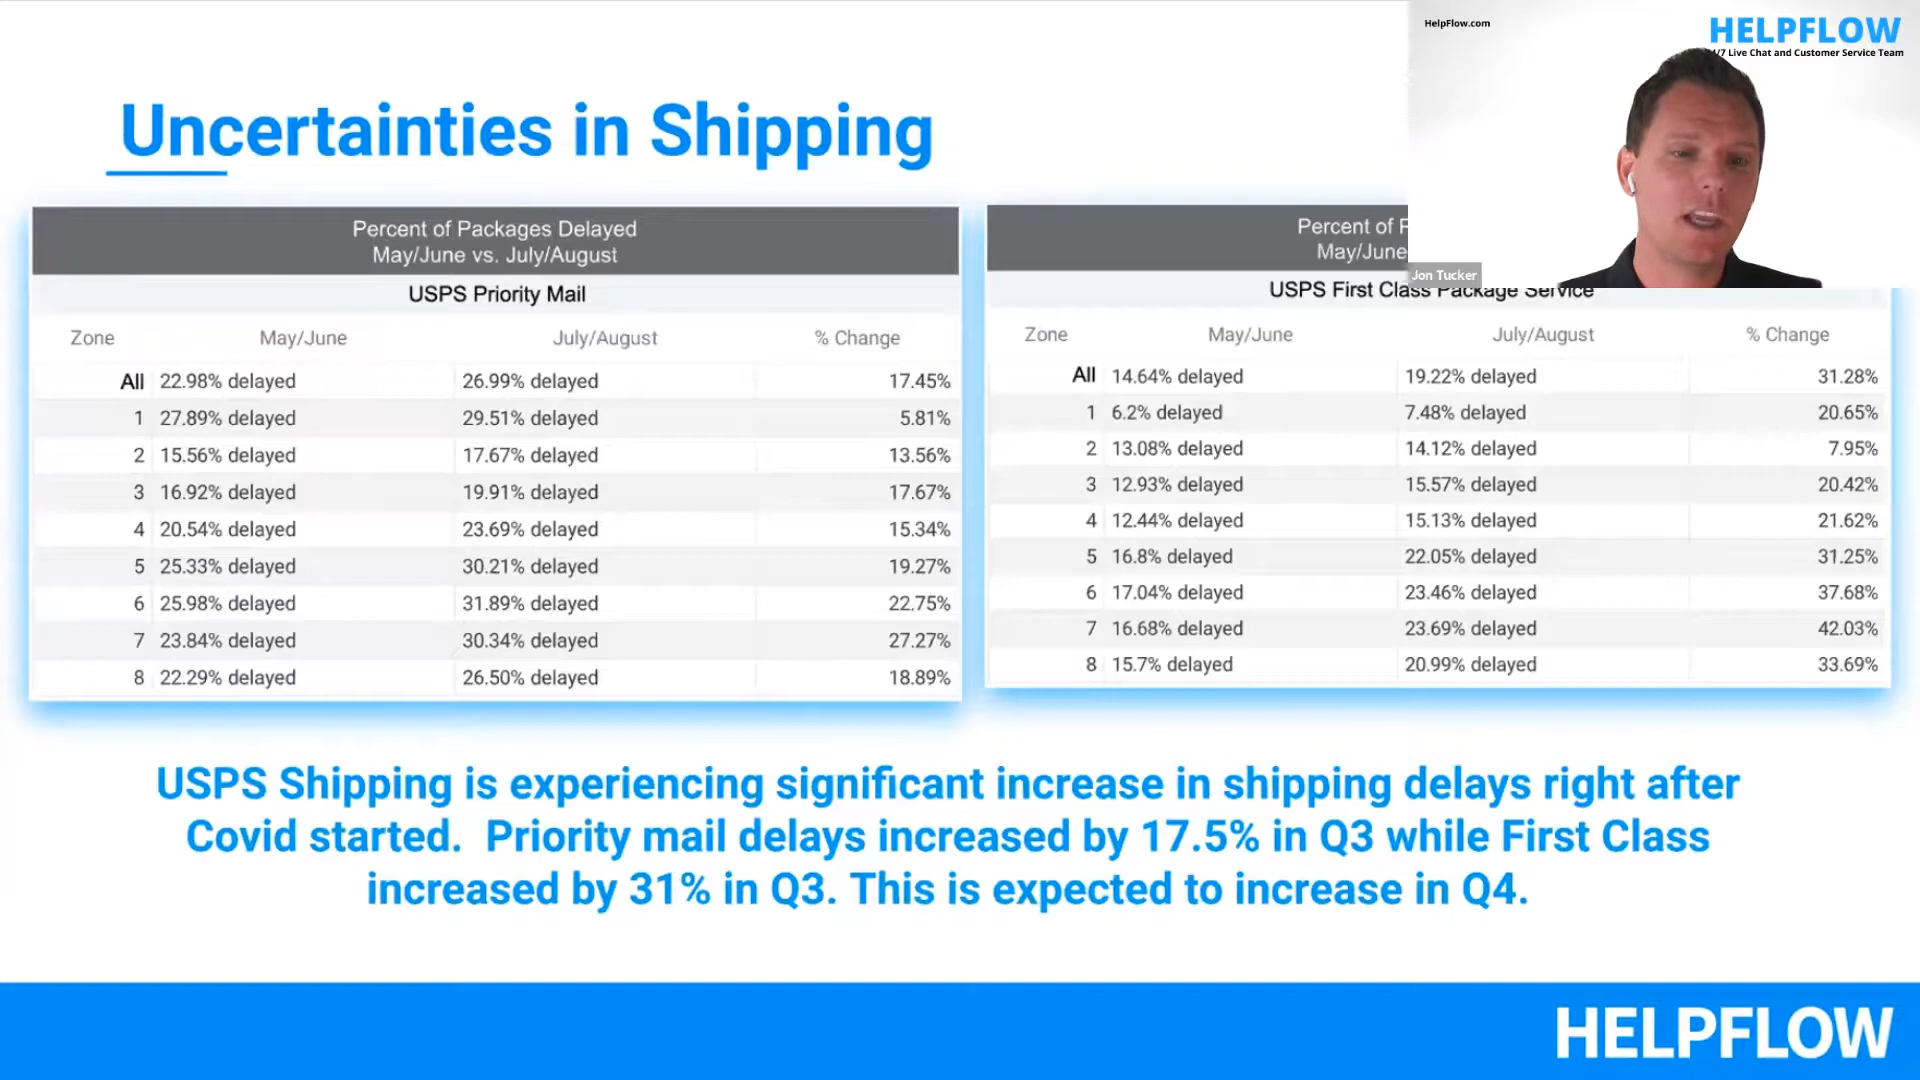 HelpFlow.com
HELPFLOW
/7 Live Chat and Customer Service Team
Uncertainties in Shipping
Percent of Packages Delayed
May/June vs. July/August
USPS Priority Mail
Zone May/June July/August % Change
All 22.98% delayed 26.99% delayed 17.45%
1 27.89% delayed 29.51% delayed 5.81%
2 15.56% delayed 17.67% delayed 13.56%
3 16.92% delayed 19.91% delayed 17.67%
4 20.54% delayed 23.69% delayed 15.34%
5 25.33% delayed 30.21% delayed 19.27%
6 25.98% delayed 31.89% delayed 22.75%
7 23.84% delayed 30.34% delayed 27.27%
8 22.29% delayed 26.50% delayed 18.89%
Percent of
May/June
Jon Tucker
USPS First Class Package Service
Zone May/June July/August % Change
All 14.64% delayed 19.22% delayed 31.28%
1 6.2% delayed 7.48% delayed 20.65%
2 13.08% delayed 14.12% delayed 7.95%
3 12.93% delayed 15.57% delayed 20.42%
4 12.44% delayed 15.13% delayed 21.62%
5 16.8% delayed 22.05% delayed 31.25%
6 17.04% delayed 23.46% delayed 37.68%
7 16.68% delayed 23.69% delayed 42.03%
8 15.7% delayed 20.99% delayed 33.69%
USPS Shipping is experiencing significant increase in shipping delays right after
Covid started. Priority mail delays increased by 17.5% in Q3 while First Class
increased by 31% in Q3. This is expected to increase in Q4.
HELPFLOW